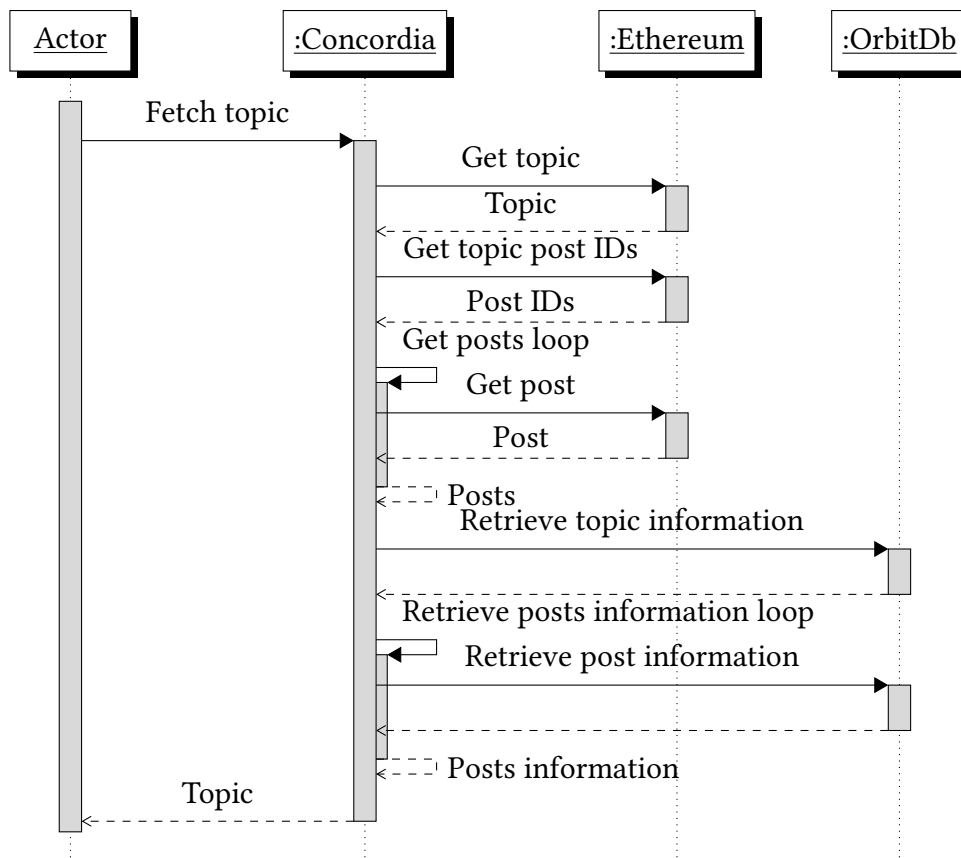 Actor
:Concordia
:Ethereum
:OrbitDb
Fetch topic
Get topic
Topic
Get topic post IDs
Post IDs
Get posts loop
Get post
Post
Posts
Retrieve topic information
Retrieve posts information loop
Retrieve post information
Posts information
Topic